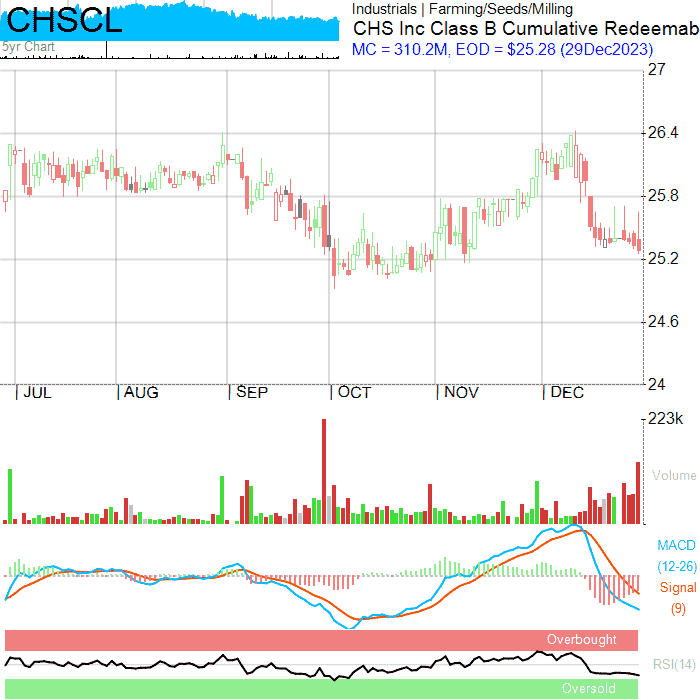 CHSCL
Industrials | Farming/Seeds/Milling
CHS Inc Class B Cumulative Redeemab
MC = 310.2M, EOD = $25.28 (29Dec2023)
5yr Chart
27
26.4
25.8
25.2
24.6
24
| JUL | AUG | SEP | OCT | NOV | DEC
223k
Volume
MACD
(12-26)
Signal
(9)
Overbought
RSI(14)
Oversold